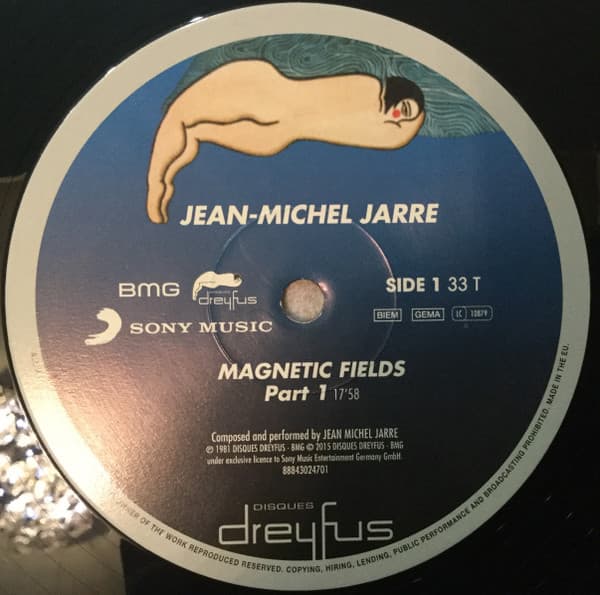 JEAN-MICHEL JARRE
BMG
dreyfus
SONY MUSIC
SIDE 1 33 T
BIEM GEMA LC 10879
MAGNETIC FIELDS
Part 1 17'58
Composed and performed by JEAN MICHEL JARRE
℗ 1981 DISQUES DREYFUS - BMG © 2015 DISQUES DREYFUS - BMG
under exclusive licence to Sony Music Entertainment Germany GmbH.
88843024701
DISQUES
dreyfus
OF THE WORK REPRODUCED RESERVED. COPYING, HIRING, LENDING, PUBLIC PERFORMANCE AND BROADCASTING PROHIBITED. MADE IN THE EU.